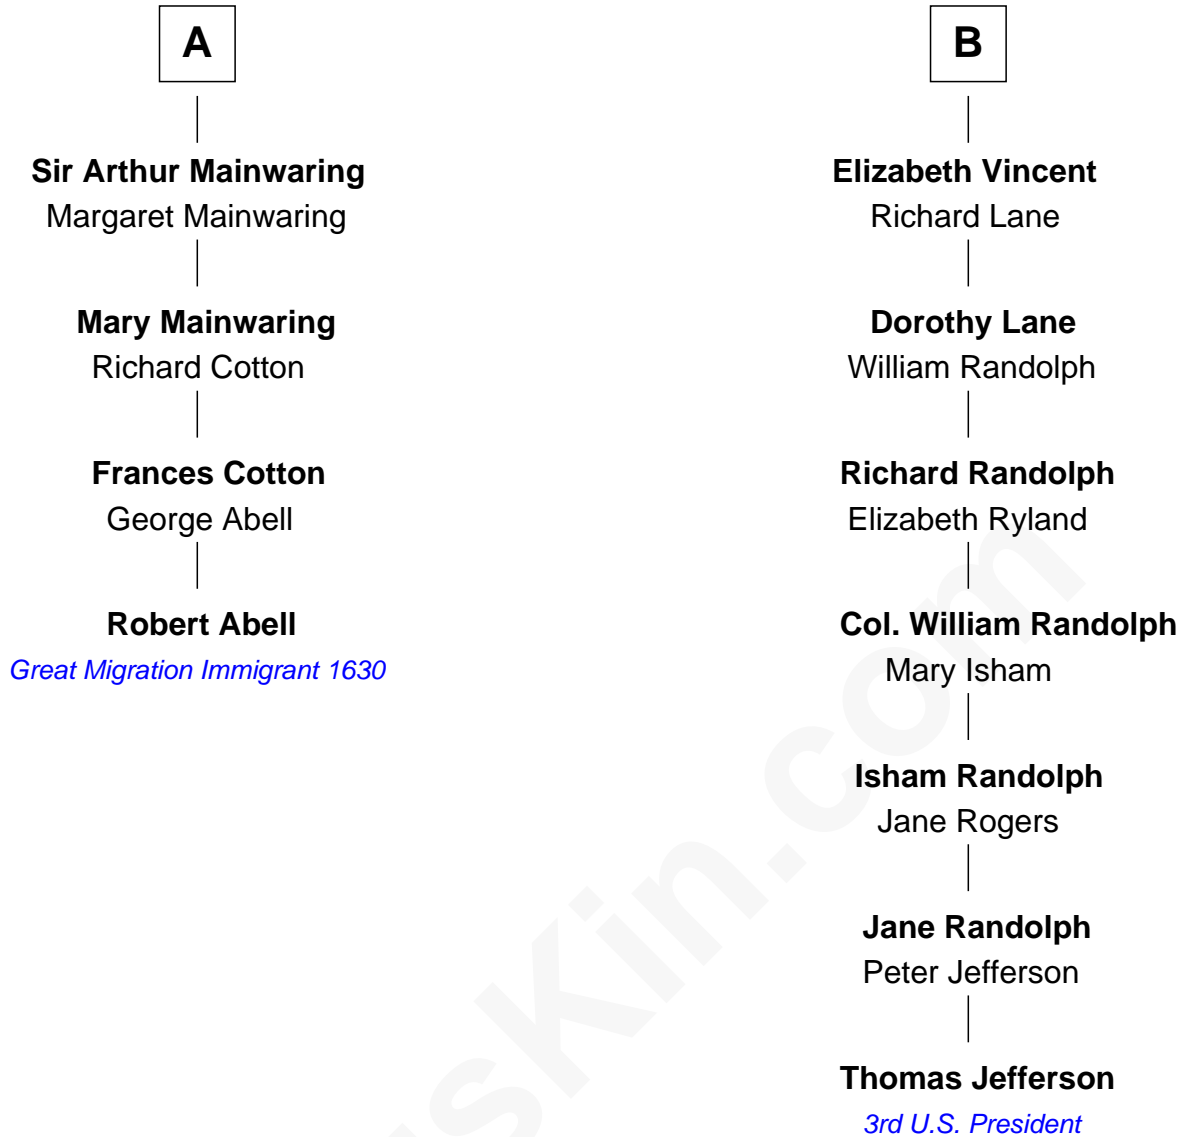 A
Sir Arthur Mainwaring
Margaret Mainwaring
Mary Mainwaring
Richard Cotton
Frances Cotton
George Abell
Robert Abell
Great Migration Immigrant 1630
B
Elizabeth Vincent
Richard Lane
Dorothy Lane
William Randolph
Richard Randolph
Elizabeth Ryland
Col. William Randolph
Mary Isham
Isham Randolph
Jane Rogers
Jane Randolph
Peter Jefferson
Thomas Jefferson
3rd U.S. President
sKin.com